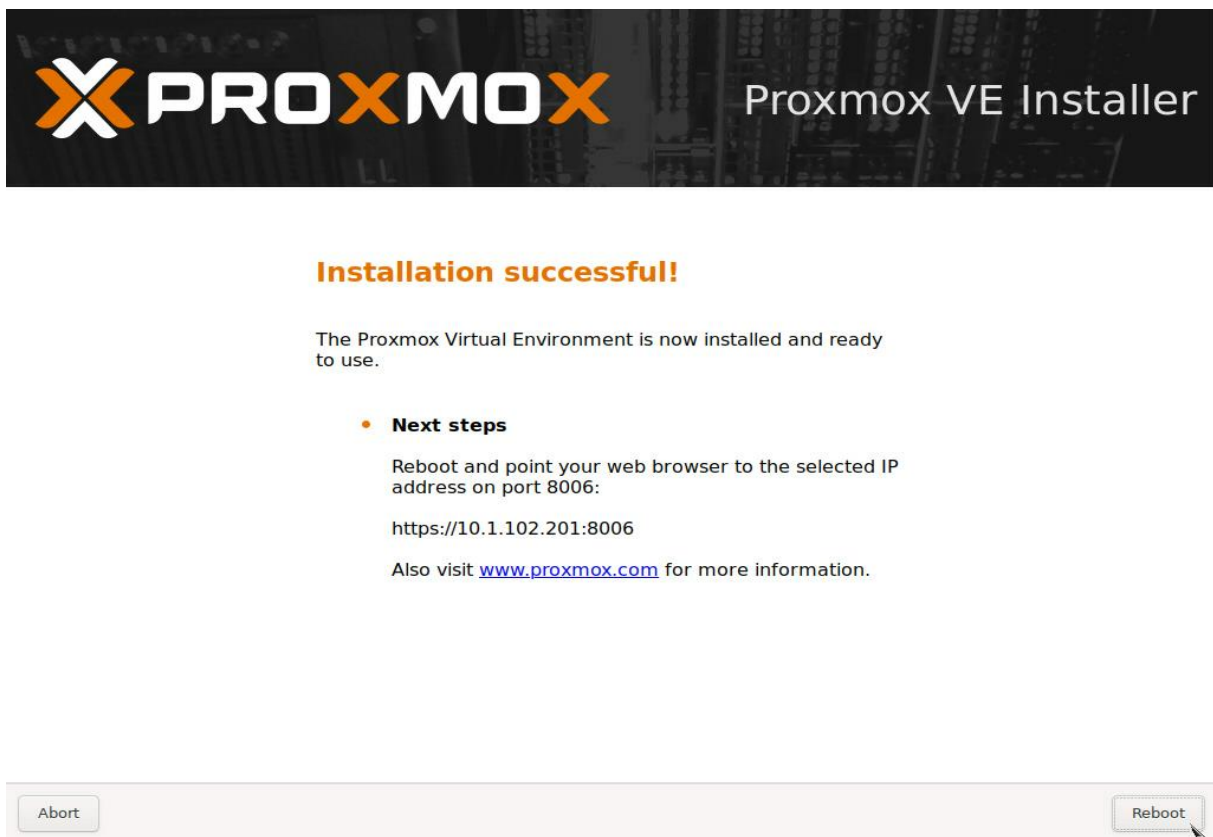 PROXMOX
Proxmox VE Installer
Installation successful!
The Proxmox Virtual Environment is now installed and ready
to use.
Next steps
Reboot and point your web browser to the selected IP
address on port 8006:
https://10.1.102.201:8006
Also visit www.proxmox.com for more information.
Abort
Reboot